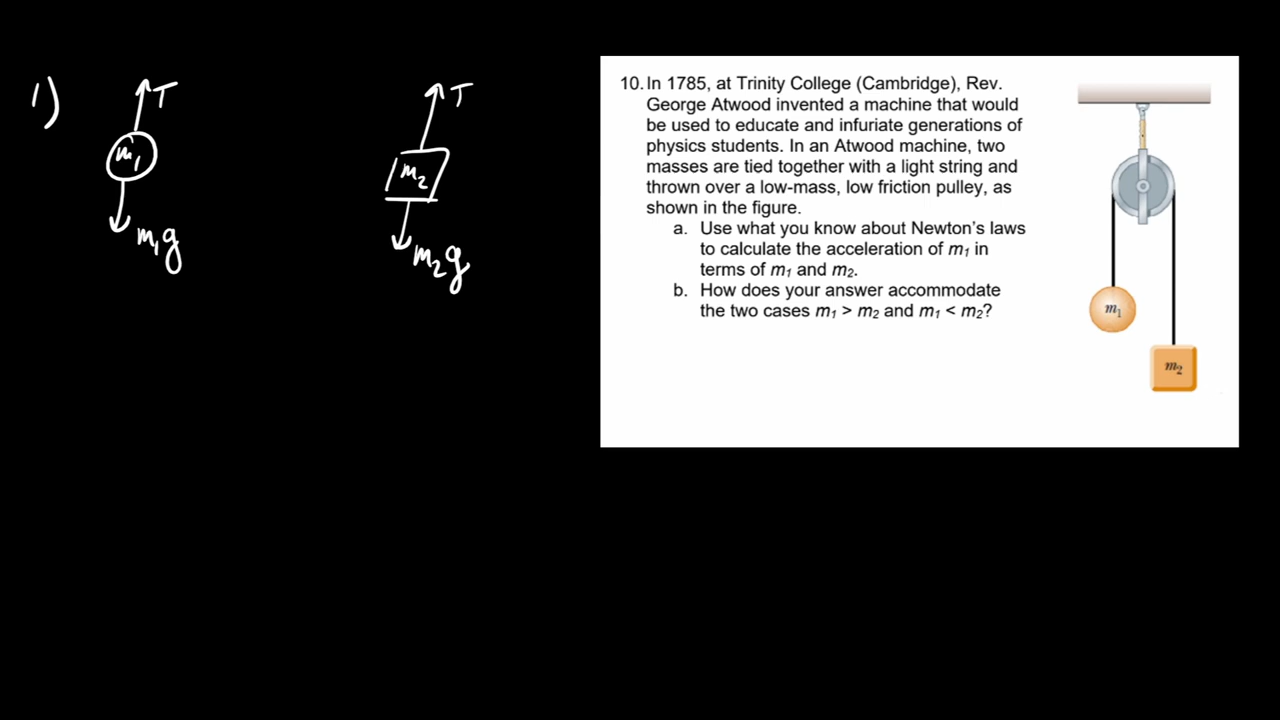 1)
T
m₁
m₁g
T
m₂
m₂g
10. In 1785, at Trinity College (Cambridge), Rev.
George Atwood invented a machine that would
be used to educate and infuriate generations of
physics students. In an Atwood machine, two
masses are tied together with a light string and
thrown over a low-mass, low friction pulley, as
shown in the figure.
a. Use what you know about Newton's laws
to calculate the acceleration of m₁ in
terms of m₁ and m₂.
b. How does your answer accommodate
the two cases m₁ > m₂ and m₁ < m₂?
m₁
m₂